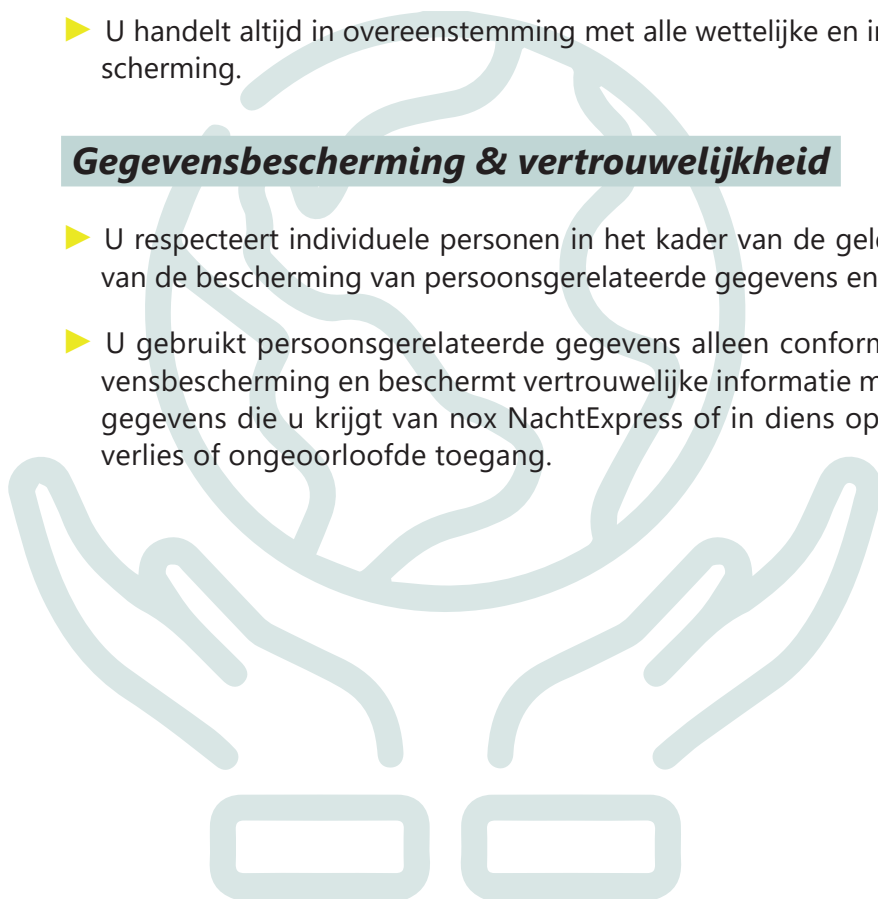 ► U handelt altijd in overeenstemming met alle wettelijke en in
scherming.
Gegevensbescherming & vertrouwelijkheid
► U respecteert individuele personen in het kader van de gel
van de bescherming van persoonsgerelateerde gegevens en
► U gebruikt persoonsgerelateerde gegevens alleen conform
vensbescherming en beschermt vertrouwelijke informatie m
gegevens die u krijgt van nox NachtExpress of in diens op
verlies of ongeoorloofde toegang.